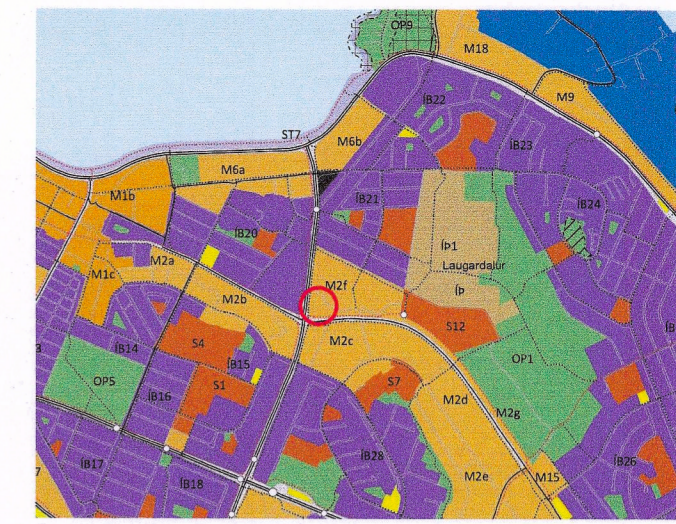 OP9
M18
M9
ÍB22
ST7
M6b
ÍB23
M6a
M1b
ÍB21
ÍB24
ÍB20
ÍÞ1
Laugardalur
M2a
M1c
M2f
ÍÞ
M2b
S12
ÍB14
S4
M2c
ÍB15
OP1
OP5
S1
S7
ÍB16
M2d
M2g
ÍB17
ÍB28
ÍB26
M15
M2e
ÍB18